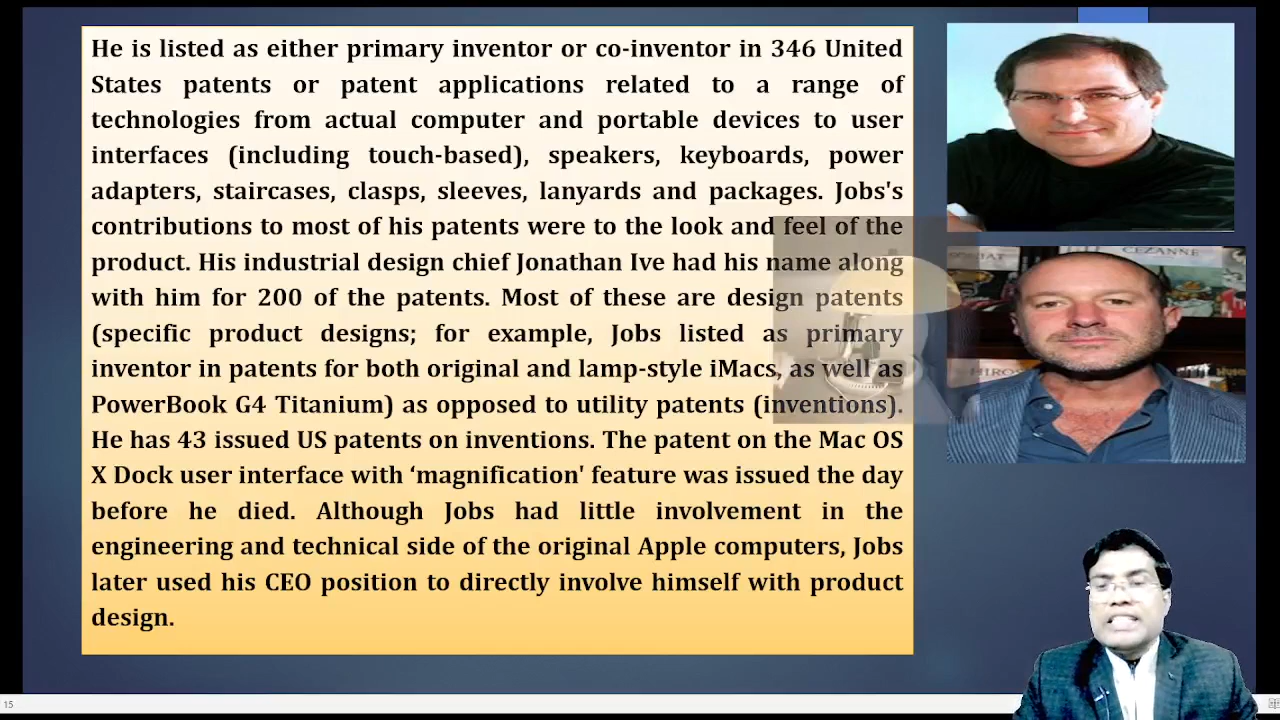 He is listed as either primary inventor or co-inventor in 346 United
States patents or patent applications related to a range of
technologies from actual computer and portable devices to user
interfaces (including touch-based), speakers, keyboards, power
adapters, staircases, clasps, sleeves, lanyards and packages. Jobs's
contributions to most of his patents were to the look and feel of the
product. His industrial design chief Jonathan Ive had his name along
with him for 200 of the patents. Most of these are design patents
(specific product designs; for example, Jobs listed as primary
inventor in patents for both original and lamp-style iMacs, as well as
PowerBook G4 Titanium) as opposed to utility patents (inventions).
He has 43 issued US patents on inventions. The patent on the Mac OS
X Dock user interface with ‘magnification' feature was issued the day
before he died. Although Jobs had little involvement in the
engineering and technical side of the original Apple computers, Jobs
later used his CEO position to directly involve himself with product
design.
CEZANNE
15